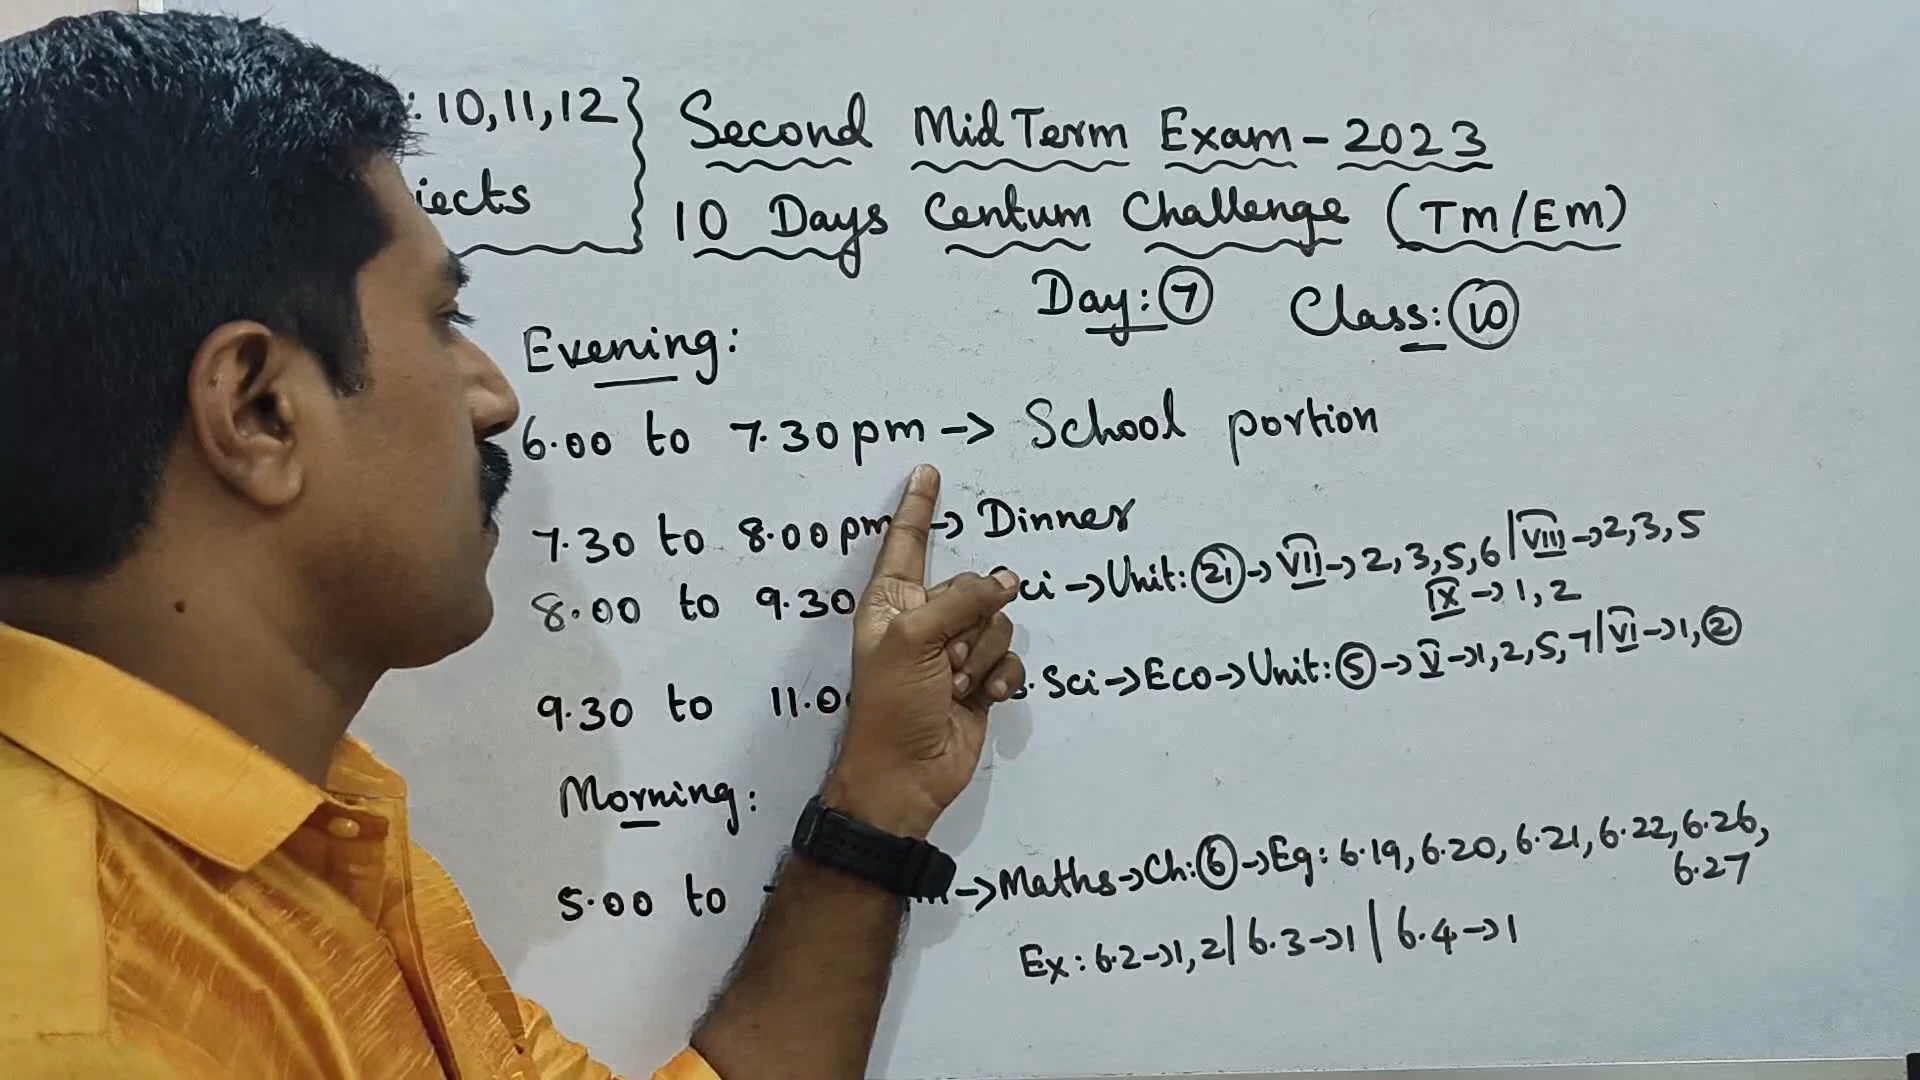 : 10, 11, 12 }
Second Mid Term Exam - 2023
10 Days Centum Challenge (Tm/Em)
Day: 7 Class: 10
Evening:
6.00 to 7.30 pm -> School portion
7.30 to 8.00 pm -> Dinner
8.00 to 9.30 -> Unit: 21 -> VII -> 2, 3, 5, 6 | VIII -> 2, 3, 5
IX -> 1, 2
9.30 to Sci -> Eco -> Unit: 5 -> V -> 1, 2, 5, 7 | VI -> 1, 2
Morning:
5.00 to -> Maths -> Ch: 6 -> Eg: 6.19, 6.20, 6.21, 6.22, 6.26,
6.27
Ex: 6.2 -> 1, 2 | 6.3 -> 1 | 6.4 -> 1